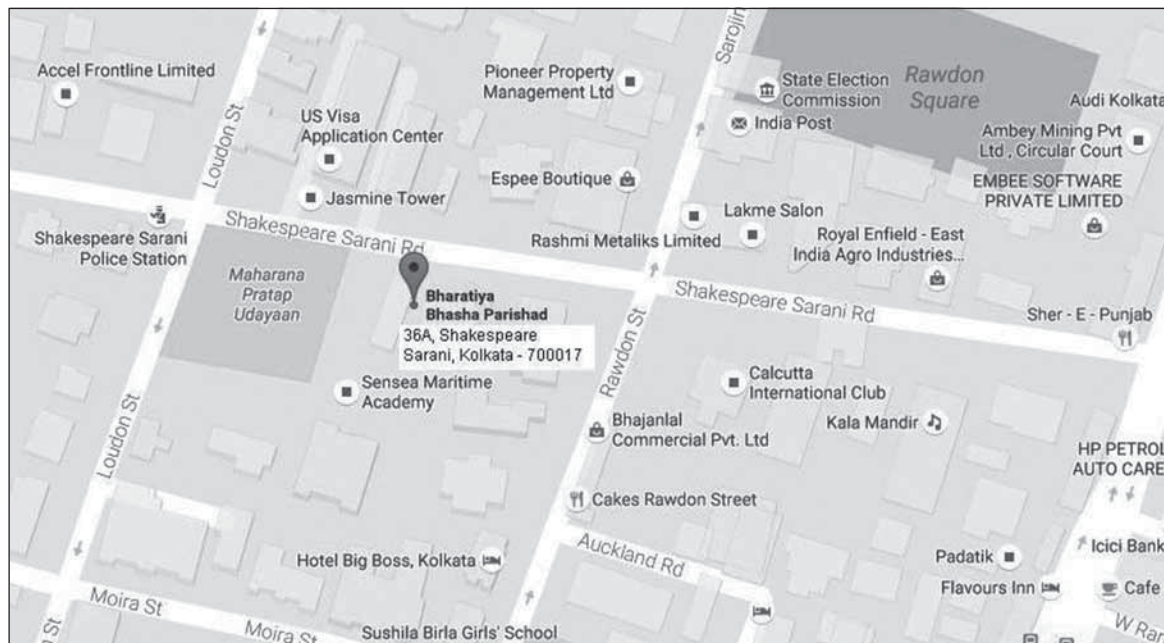 Accel Frontline Limited
Loudon St
US Visa
Application Center
Jasmine Tower
Pioneer Property
Management Ltd
Espee Boutique
Sarojin
State Election
Commission
India Post
Rawdon
Square
Audi Kolkata
Ambey Mining Pvt
Ltd , Circular Court
EMBEE SOFTWARE
PRIVATE LIMITED
Shakespeare Sarani
Police Station
Shakespeare Sarani Rd
Rashmi Metaliks Limited
Lakme Salon
Royal Enfield - East
India Agro Industries...
Maharana
Pratap
Udayaan
Bharatiya
Bhasha Parishad
36A, Shakespeare
Sarani, Kolkata - 700017
Shakespeare Sarani Rd
Sher - E - Punjab
Rawdon St
Sensea Maritime
Academy
Calcutta
International Club
Bhajanlal
Commercial Pvt. Ltd
Kala Mandir
Loudon St
HP PETROL
AUTO CARE
Cakes Rawdon Street
Hotel Big Boss, Kolkata
Auckland Rd
Padatik
Icici Bank
Flavours Inn
Cafe
Moira St
Moira St
Sushila Birla Girls' School
W Ran